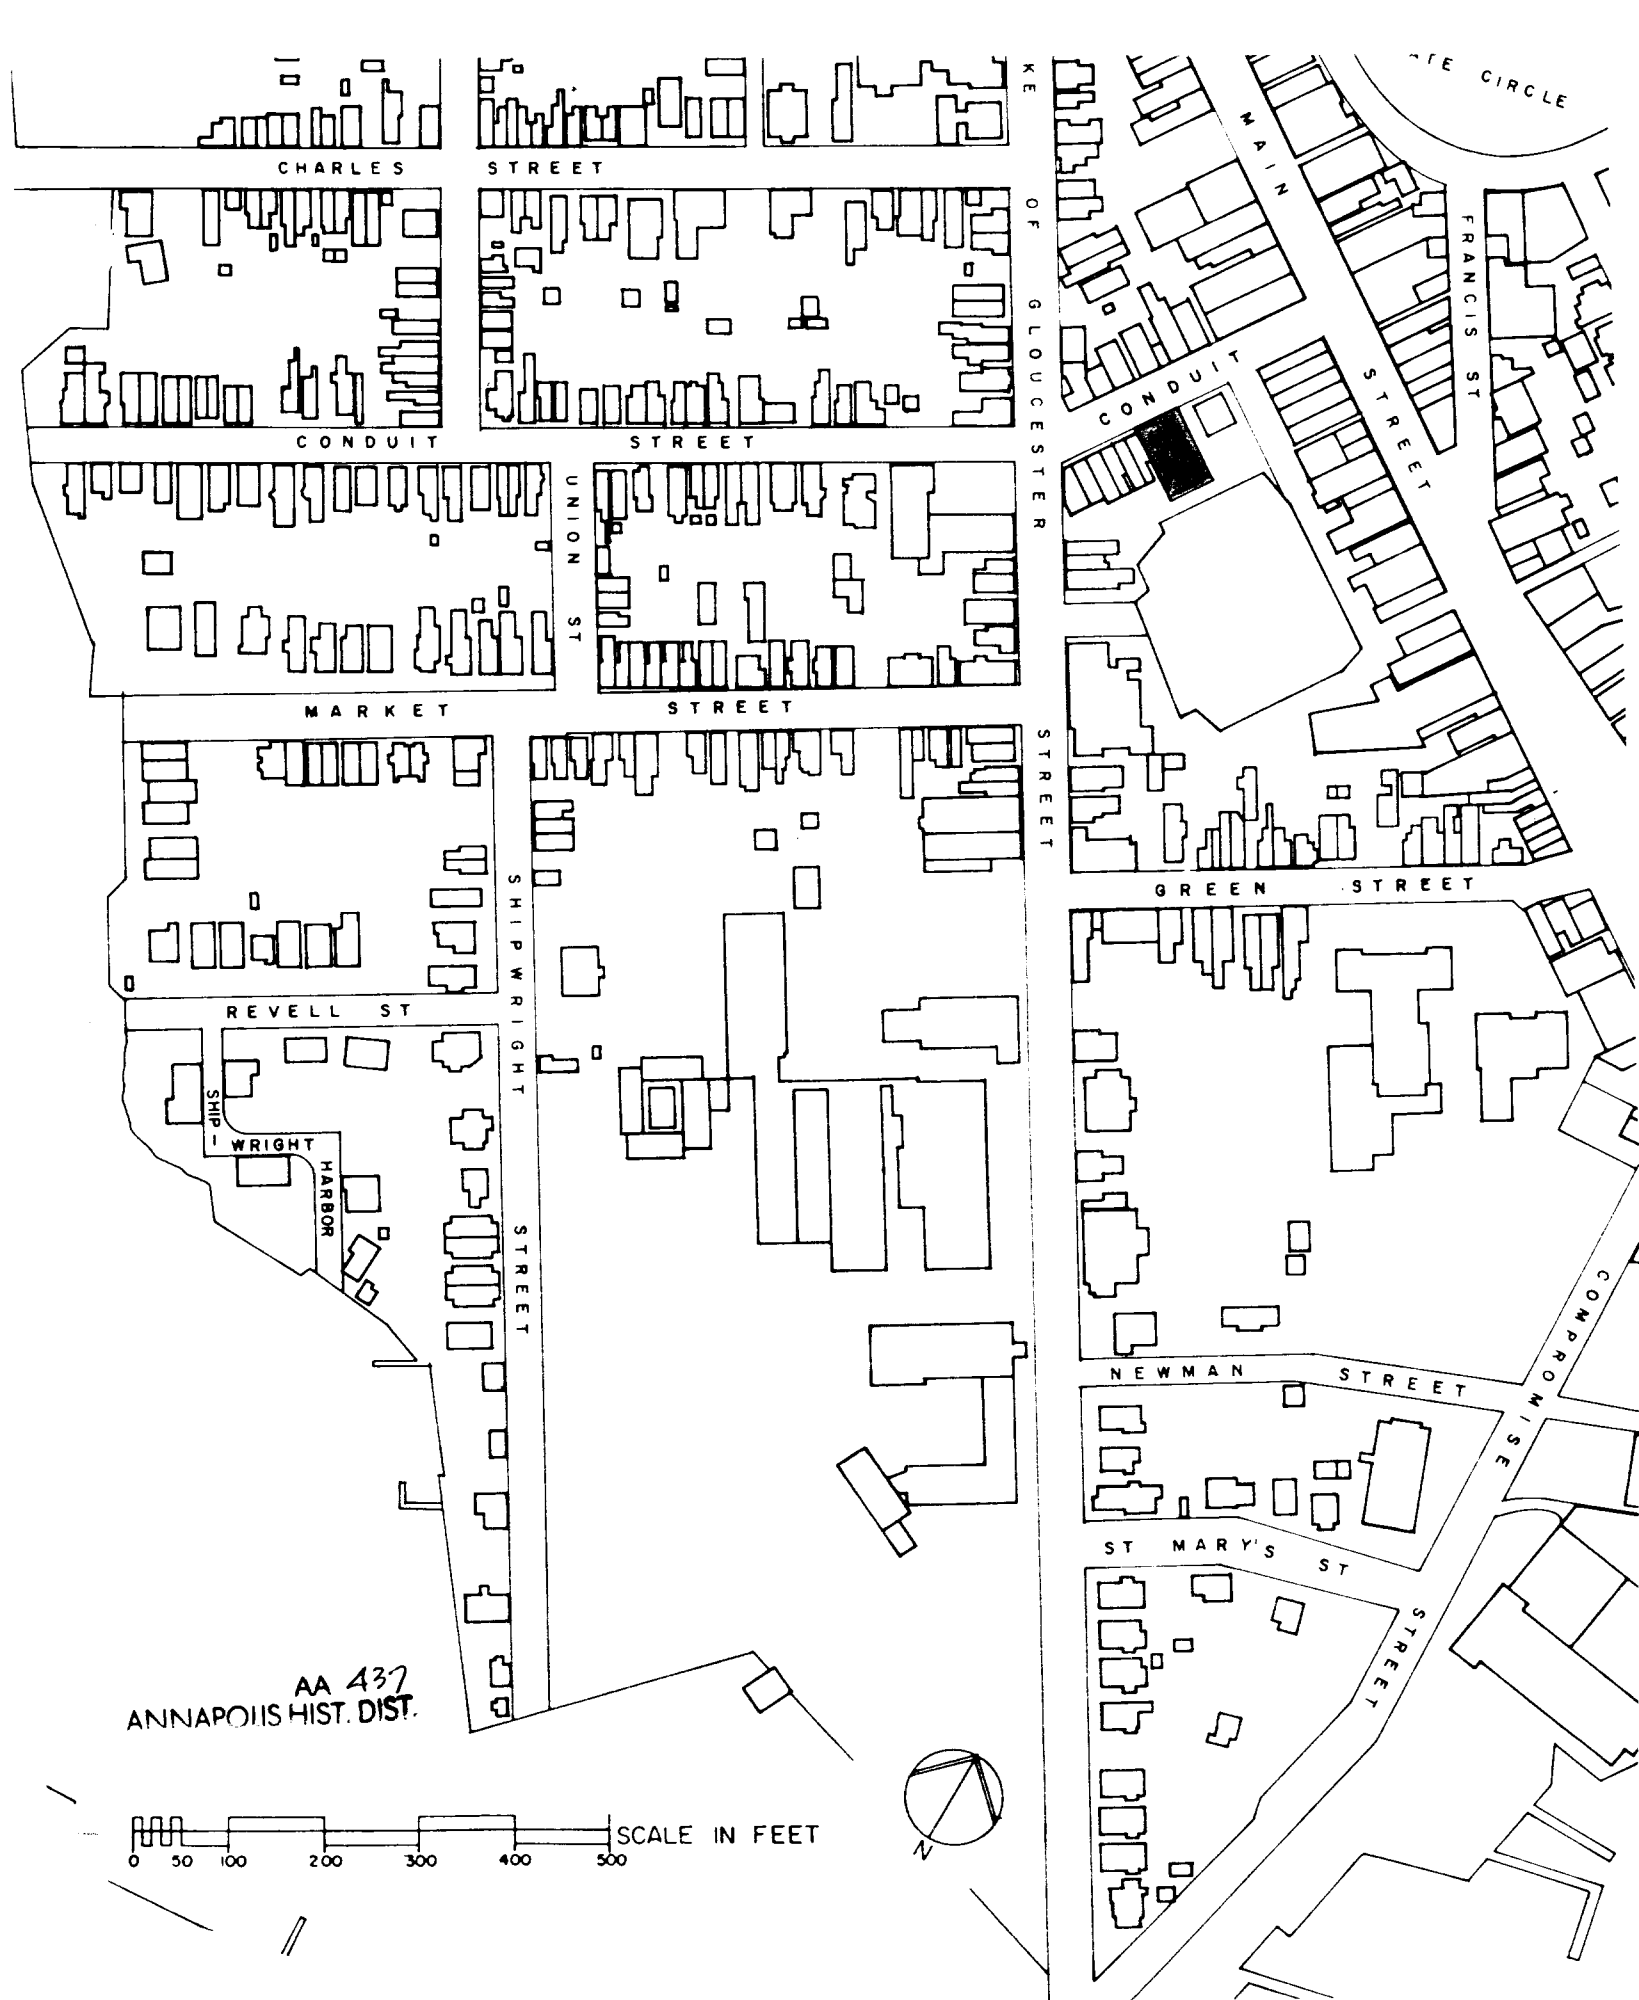 ATE CIRCLE
KE OF GLOUCESTER STREET
MAIN STREET
CHARLES STREET
FRANCIS ST
CONDUIT
CONDUIT STREET
UNION ST
MARKET STREET
SHIPWRIGHT STREET
GREEN STREET
REVELL ST
SHIP-
WRIGHT
HARBOR
COMPROMISE STREET
NEWMAN STREET
ST MARY'S ST
AA 437
ANNAPOLIS HIST. DIST.
N
SCALE IN FEET
0 50 100 200 300 400 500